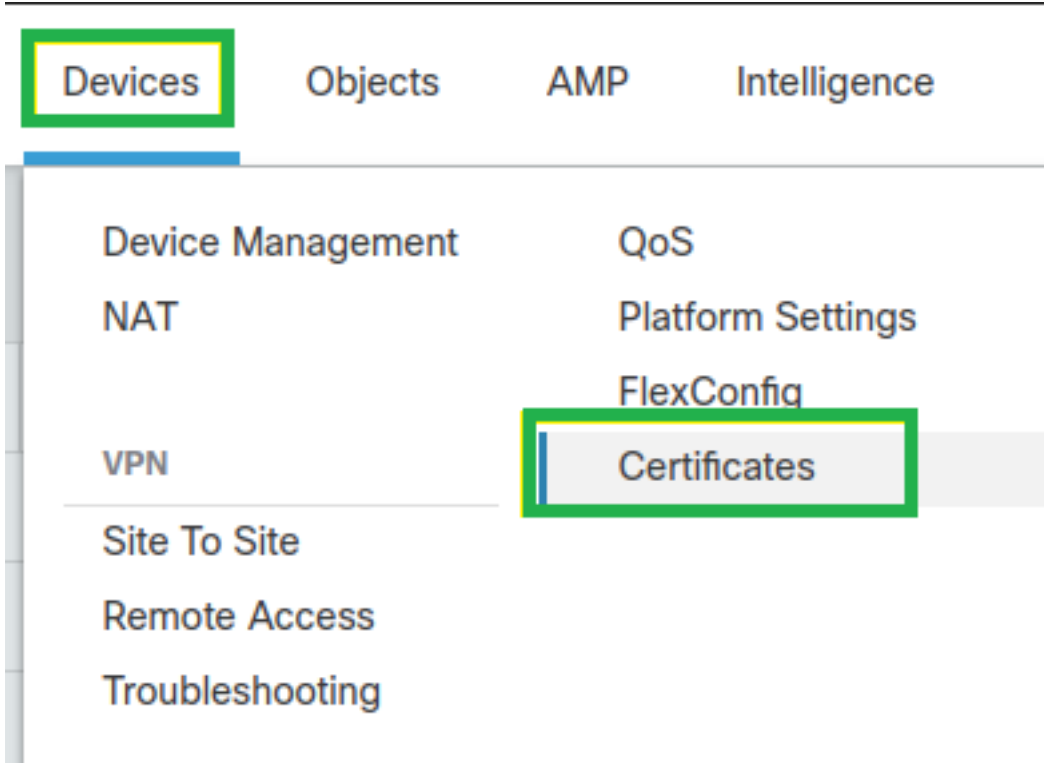 Devices Objects AMP Intelligence
Device Management
NAT
VPN
Site To Site
Remote Access
Troubleshooting
QoS
Platform Settings
FlexConfig
Certificates